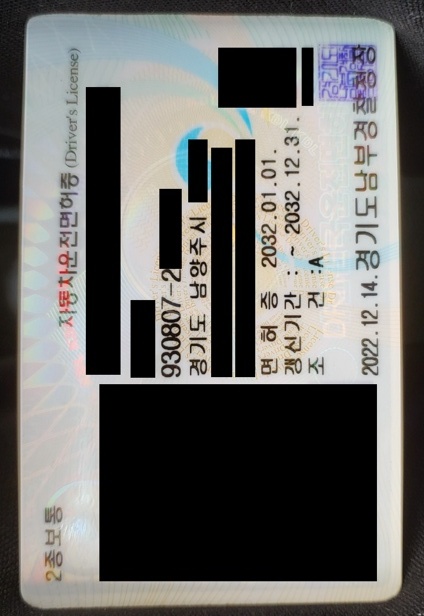 2종보통
자동차운전면허증 (Driver's License)
930807-2
경기도 남양주시
면 허 증 2032.01.01.
갱신기간 : ~ 2032.12.31.
조 건 :A
2022.12.14. 경기도남부경찰청장